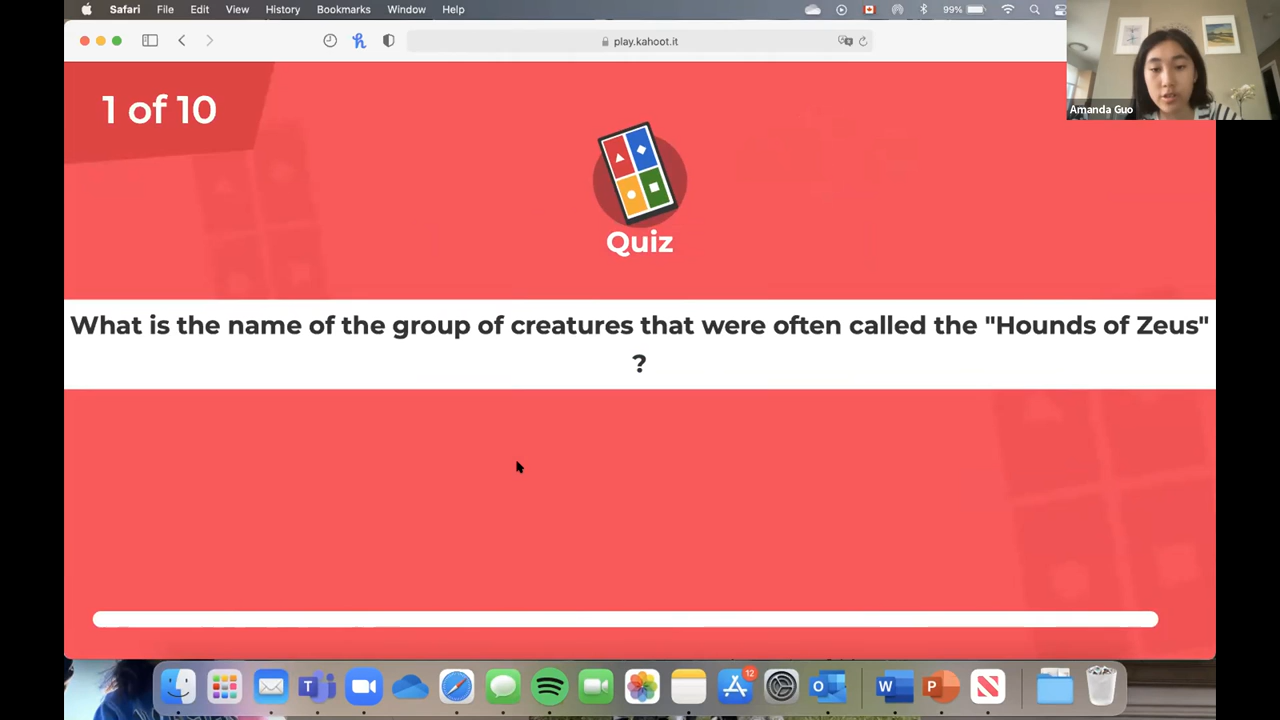 Safari File Edit View History Bookmarks Window Help 99%
play.kahoot.it
Amanda Guo
1 of 10
Quiz
What is the name of the group of creatures that were often called the "Hounds of Zeus"
?
12